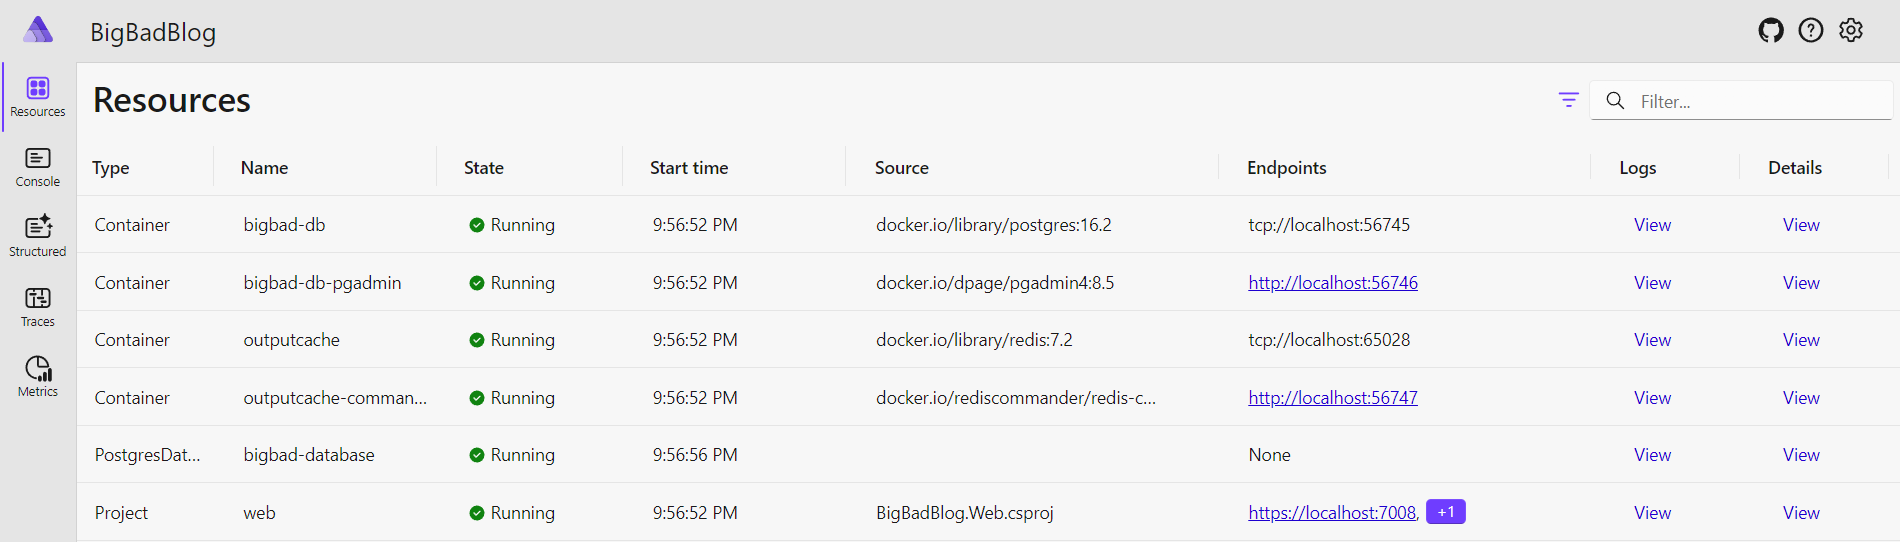 BigBadBlog
Resources
Console
Structured
Traces
Metrics
Resources
Filter...
Type Name State Start time Source Endpoints Logs Details
Container bigbad-db Running 9:56:52 PM docker.io/library/postgres:16.2 tcp://localhost:56745 View View
Container bigbad-db-pgadmin Running 9:56:52 PM docker.io/dpage/pgadmin4:8.5 http://localhost:56746 View View
Container outputcache Running 9:56:52 PM docker.io/library/redis:7.2 tcp://localhost:65028 View View
Container outputcache-comman... Running 9:56:52 PM docker.io/rediscommander/redis-c... http://localhost:56747 View View
PostgresDat... bigbad-database Running 9:56:56 PM None View View
Project web Running 9:56:52 PM BigBadBlog.Web.csproj https://localhost:7008, +1 View View